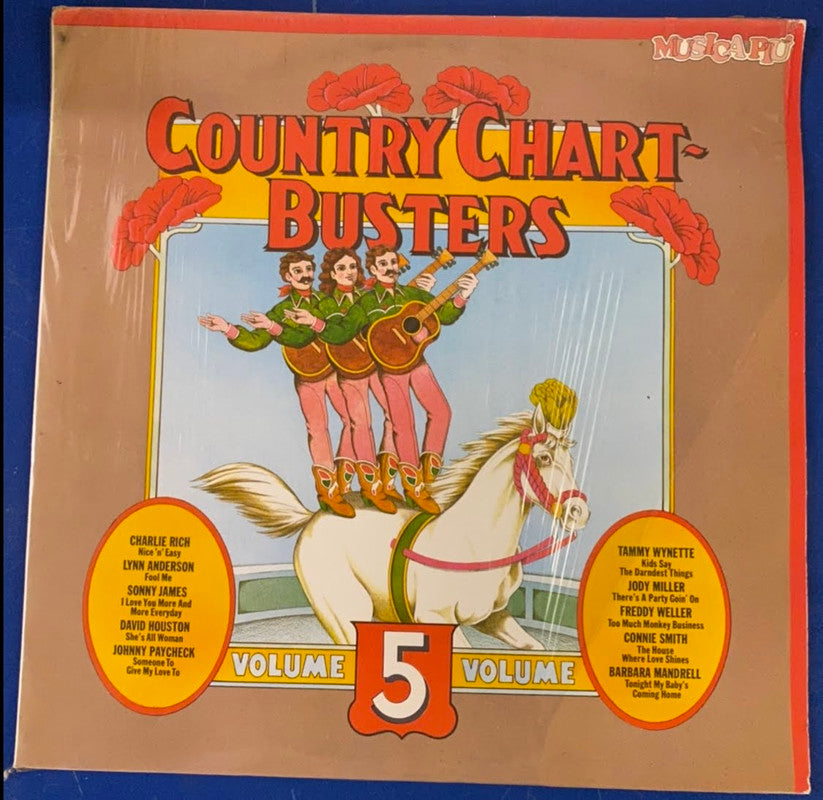 MUSICA PIÚ
COUNTRY CHART-
BUSTERS
CHARLIE RICH
Nice 'n' Easy
LYNN ANDERSON
Fool Me
SONNY JAMES
I Love You More And
More Everyday
DAVID HOUSTON
She's All Woman
JOHNNY PAYCHECK
Someone To
Give My Love To
TAMMY WYNETTE
Kids Say
The Darndest Things
JODY MILLER
There's A Party Goin' On
FREDDY WELLER
Too Much Monkey Business
CONNIE SMITH
The House
Where Love Shines
BARBARA MANDRELL
Tonight My Baby's
Coming Home
VOLUME 5 VOLUME